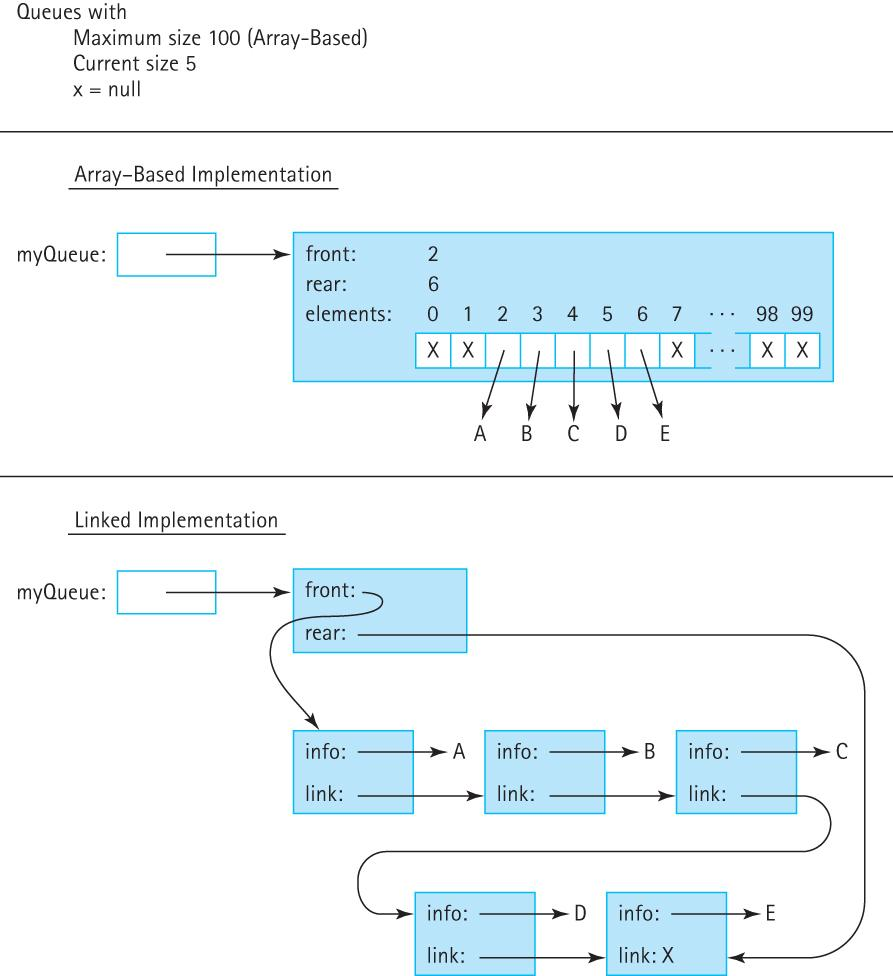 Queues with
Maximum size 100 (Array-Based)
Current size 5
x = null
Array–Based Implementation
myQueue:
front: 2
rear: 6
elements: 0 1 2 3 4 5 6 7 ··· 98 99
X X X ··· X X
A B C D E
Linked Implementation
myQueue:
front:
rear:
info: A info: B info: C
link: link: link:
info: D info: E
link: link: X